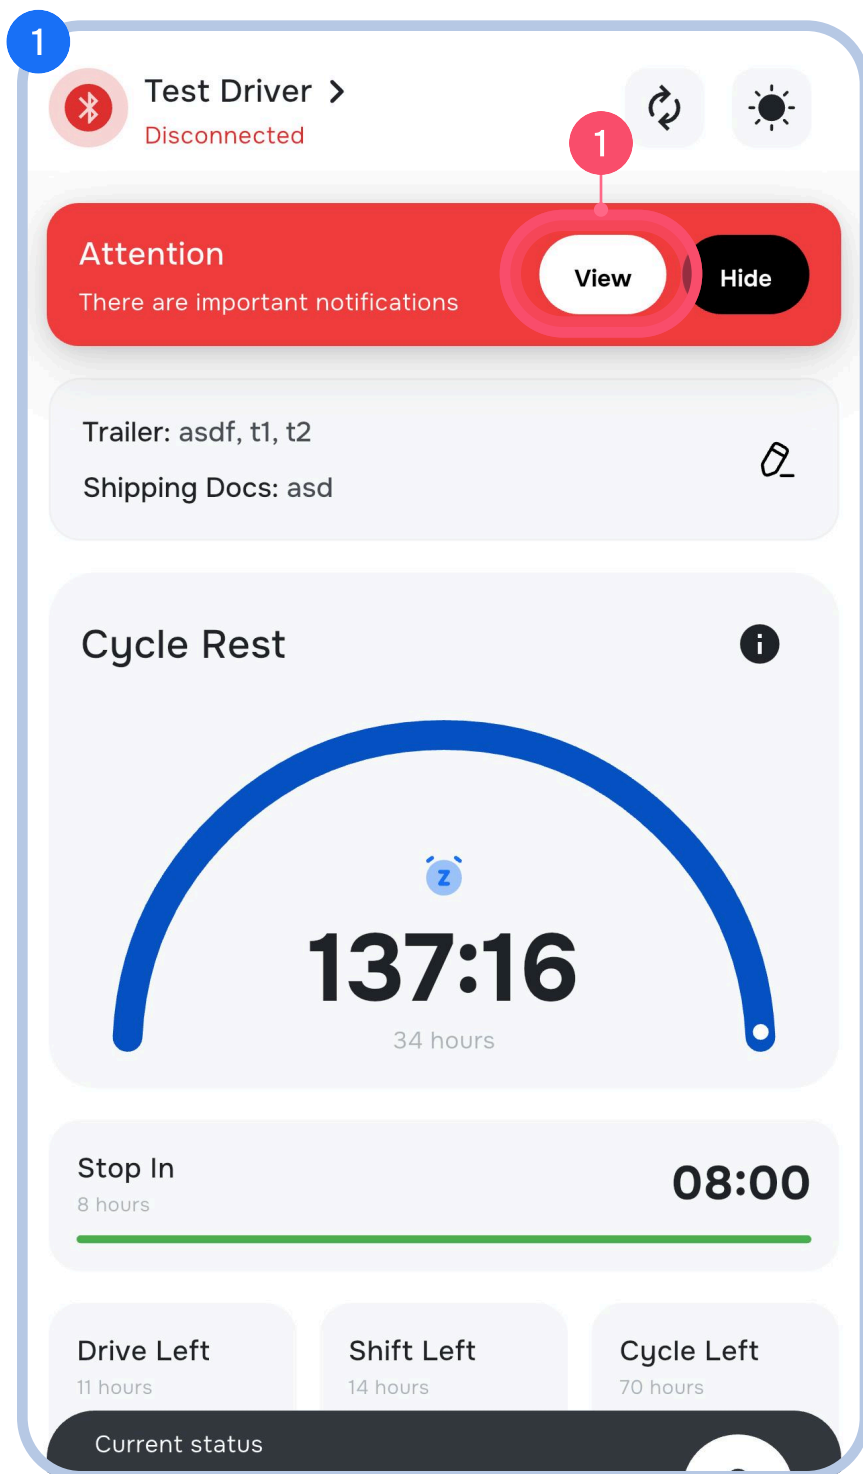 1
Test Driver
Disconnected
1
Attention
There are important notifications
View
Hide
Trailer: asdf, t1, t2
Shipping Docs: asd
Cycle Rest
i
z
137:16
34 hours
Stop In
8 hours
08:00
Drive Left
11 hours
Shift Left
14 hours
Cycle Left
70 hours
Current status